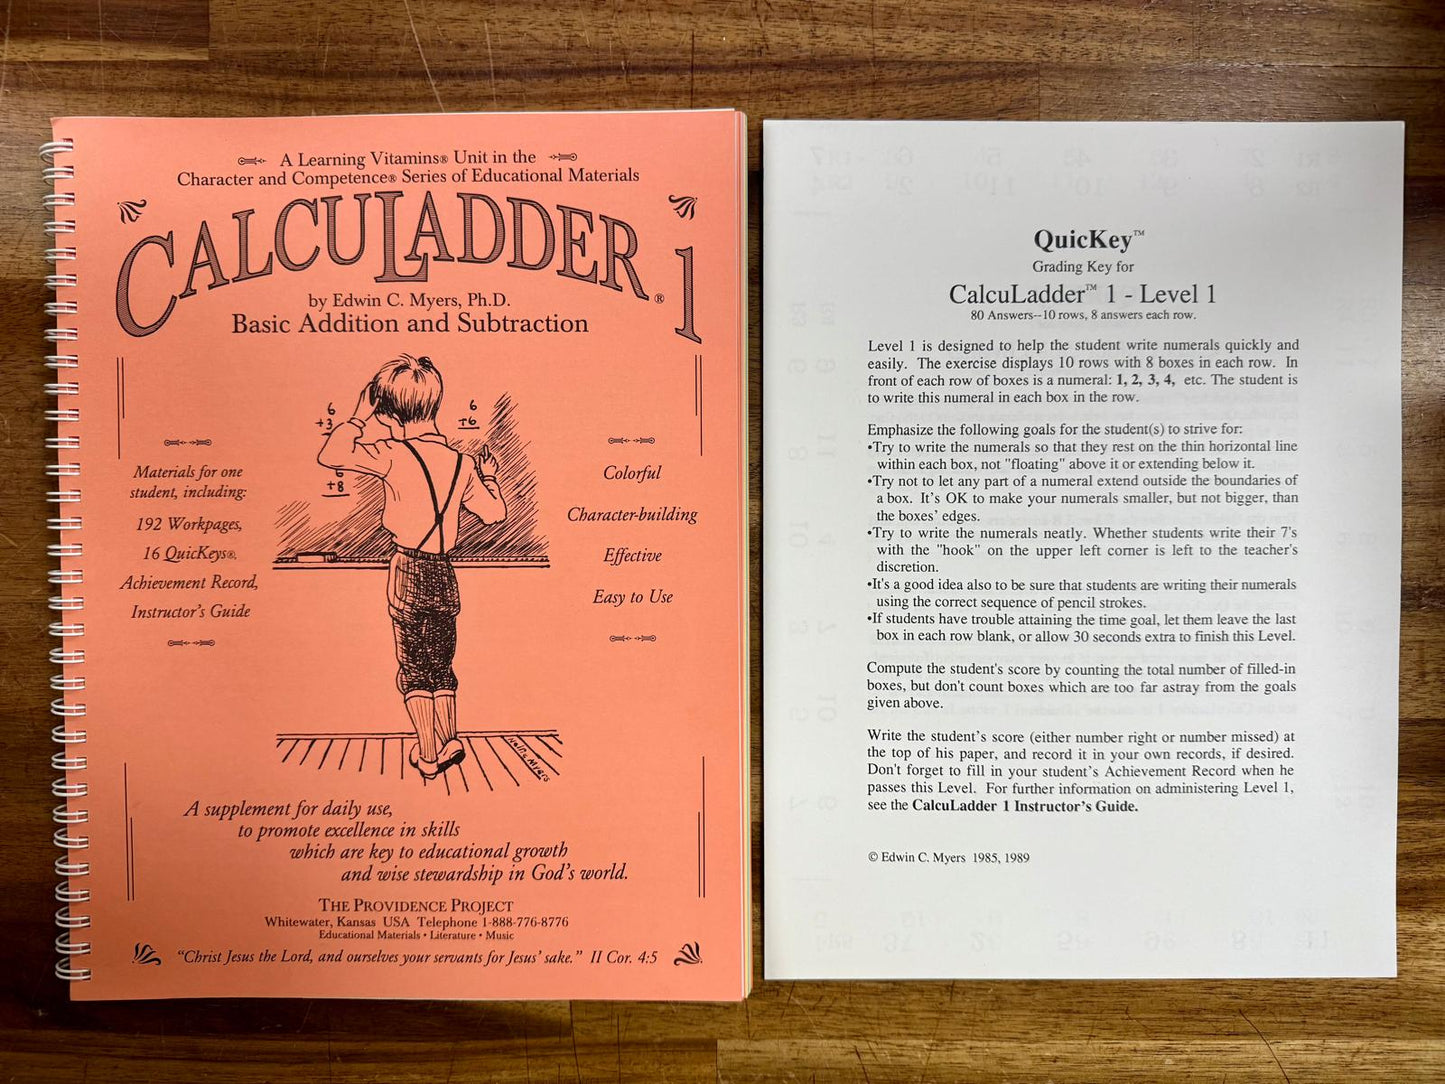 A Learning Vitamins® Unit in the
Character and Competence® Series of Educational Materials
CALCULADDER® 1
by Edwin C. Myers, Ph.D.
Basic Addition and Subtraction
6
+3
6
+6
6
+8
Materials for one
student, including:
192 Workpages,
16 QuicKeys®,
Achievement Record,
Instructor's Guide
Colorful
Character-building
Effective
Easy to Use
Nellie Myers
A supplement for daily use,
to promote excellence in skills
which are key to educational growth
and wise stewardship in God's world.
THE PROVIDENCE PROJECT
Whitewater, Kansas USA Telephone 1-888-776-8776
Educational Materials • Literature • Music
"Christ Jesus the Lord, and ourselves your servants for Jesus' sake." II Cor. 4:5
QuicKey™
Grading Key for
CalcuLadder™ 1 - Level 1
80 Answers--10 rows, 8 answers each row.
Level 1 is designed to help the student write numerals quickly and
easily. The exercise displays 10 rows with 8 boxes in each row. In
front of each row of boxes is a numeral: 1, 2, 3, 4, etc. The student is
to write this numeral in each box in the row.
Emphasize the following goals for the student(s) to strive for:
•Try to write the numerals so that they rest on the thin horizontal line
within each box, not "floating" above it or extending below it.
•Try not to let any part of a numeral extend outside the boundaries of
a box. It's OK to make your numerals smaller, but not bigger, than
the boxes' edges.
•Try to write the numerals neatly. Whether students write their 7's
with the "hook" on the upper left corner is left to the teacher's
discretion.
•It's a good idea also to be sure that students are writing their numerals
using the correct sequence of pencil strokes.
•If students have trouble attaining the time goal, let them leave the last
box in each row blank, or allow 30 seconds extra to finish this Level.
Compute the student's score by counting the total number of filled-in
boxes, but don't count boxes which are too far astray from the goals
given above.
Write the student's score (either number right or number missed) at
the top of his paper, and record it in your own records, if desired.
Don't forget to fill in your student's Achievement Record when he
passes this Level. For further information on administering Level 1,
see the CalcuLadder 1 Instructor's Guide.
© Edwin C. Myers 1985, 1989